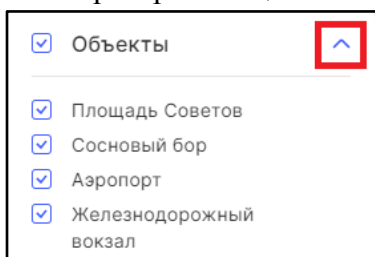 Объекты
Площадь Советов
Сосновый бор
Аэропорт
Железнодорожный
вокзал